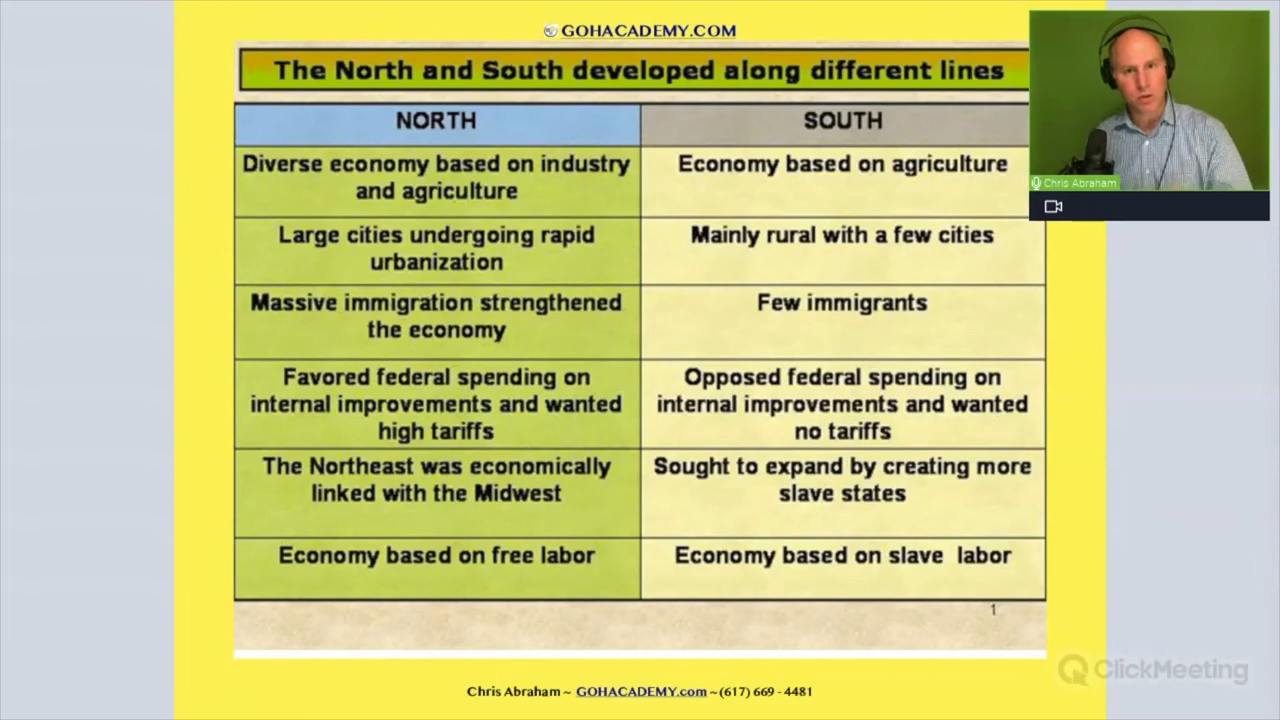 GOHACADEMY.COM
The North and South developed along different lines
NORTH
SOUTH
Diverse economy based on industry
and agriculture
Economy based on agriculture
Large cities undergoing rapid
urbanization
Mainly rural with a few cities
Massive immigration strengthened
the economy
Few immigrants
Favored federal spending on
internal improvements and wanted
high tariffs
Opposed federal spending on
internal improvements and wanted
no tariffs
The Northeast was economically
linked with the Midwest
Sought to expand by creating more
slave states
Economy based on free labor
Economy based on slave labor
1
Chris Abraham
ClickMeeting
Chris Abraham ~ GOHACADEMY.com ~ (617) 669 - 4481